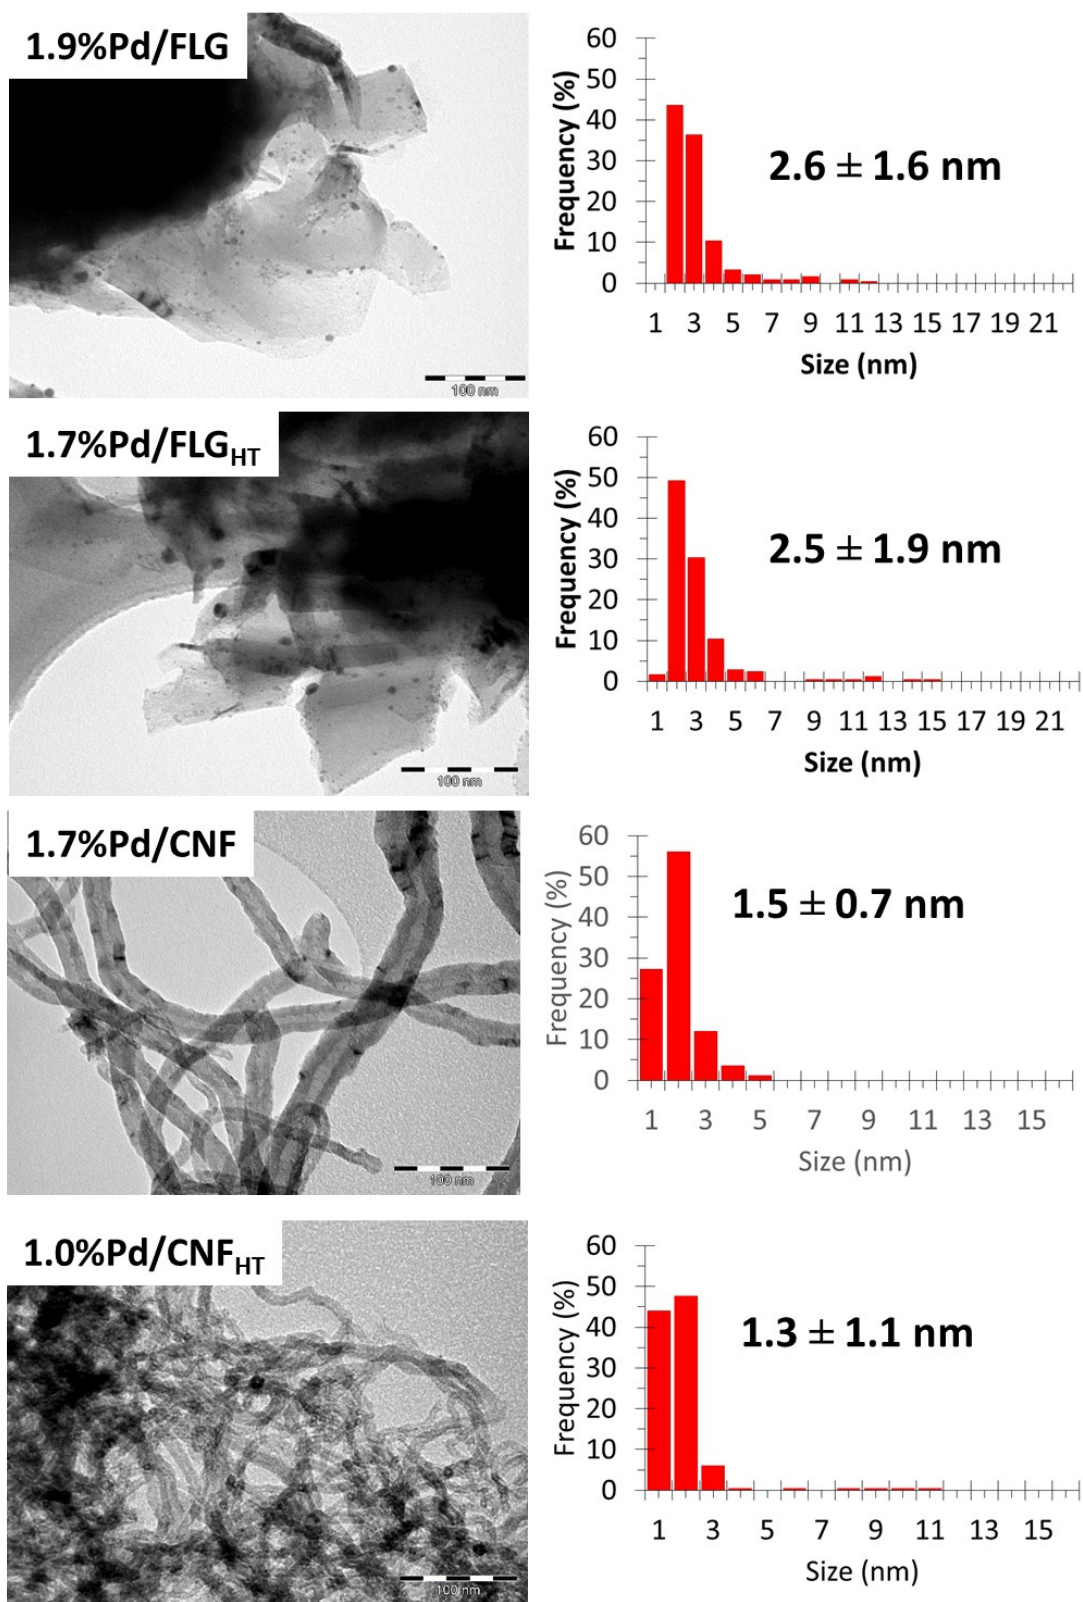 1.9%Pd/FLG
100 nm
60
50
40
30
20
10
0
Frequency (%)
2.6 ± 1.6 nm
1 3 5 7 9 11 13 15 17 19 21
Size (nm)
1.7%Pd/FLGHT
100 nm
60
50
40
30
20
10
0
Frequency (%)
2.5 ± 1.9 nm
1 3 5 7 9 11 13 15 17 19 21
Size (nm)
1.7%Pd/CNF
100 nm
60
50
40
30
20
10
0
Frequency (%)
1.5 ± 0.7 nm
1 3 5 7 9 11 13 15
Size (nm)
1.0%Pd/CNFHT
100 nm
60
50
40
30
20
10
0
Frequency (%)
1.3 ± 1.1 nm
1 3 5 7 9 11 13 15
Size (nm)